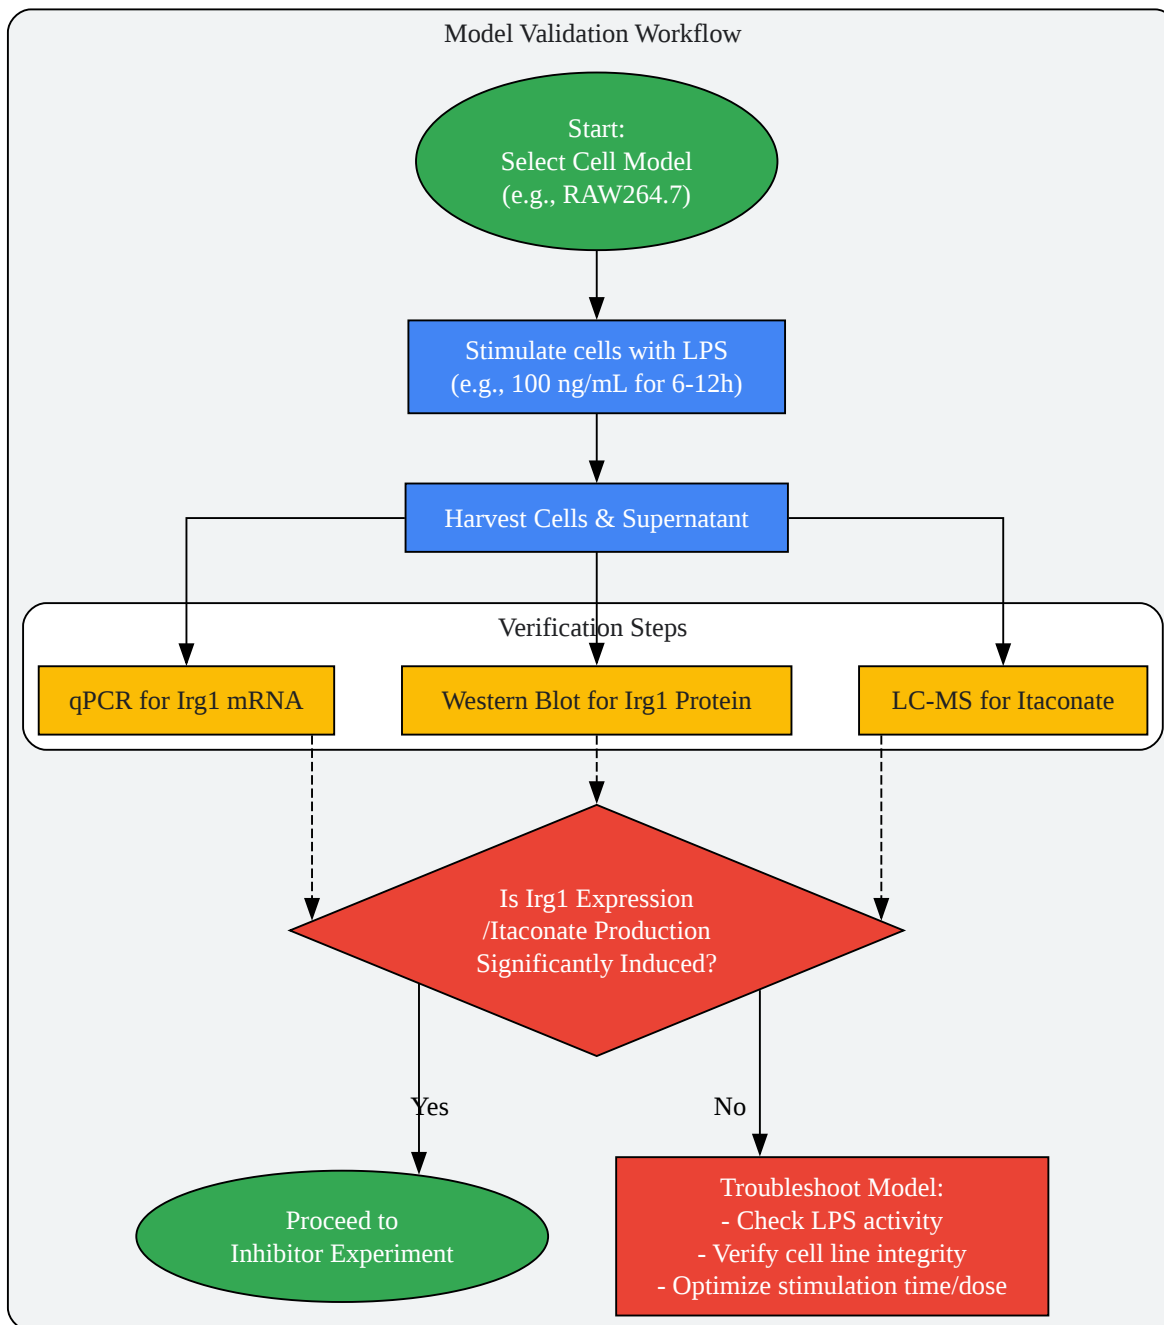 Model Validation Workflow
Start:
Select Cell Model
(e.g., RAW264.7)
Stimulate cells with LPS
(e.g., 100 ng/mL for 6-12h)
Harvest Cells & Supernatant
Verification Steps
qPCR for Irg1 mRNA
Western Blot for Irg1 Protein
LC-MS for Itaconate
Is Irg1 Expression
/Itaconate Production
Significantly Induced?
Yes
No
Proceed to
Inhibitor Experiment
Troubleshoot Model:
- Check LPS activity
- Verify cell line integrity
- Optimize stimulation time/dose